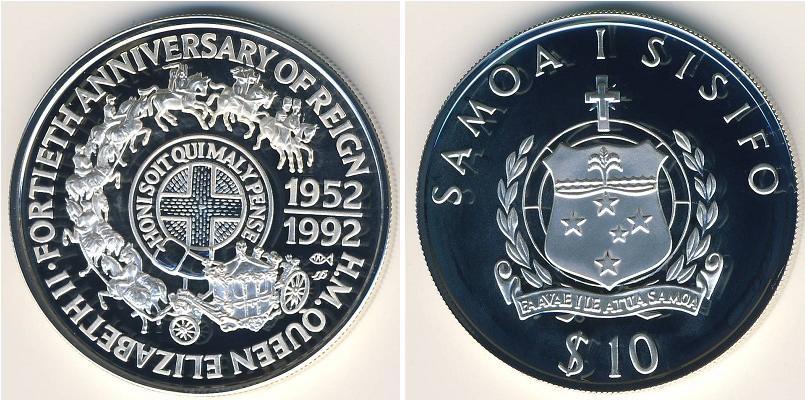 H.M. QUEEN ELIZABETH II · FORTIETH ANNIVERSARY OF REIGN
HONI SOIT QUI MAL Y PENSE
1952
1992
SAMOA I SISIFO
FAAVAE I LE ATUA SAMOA
$10